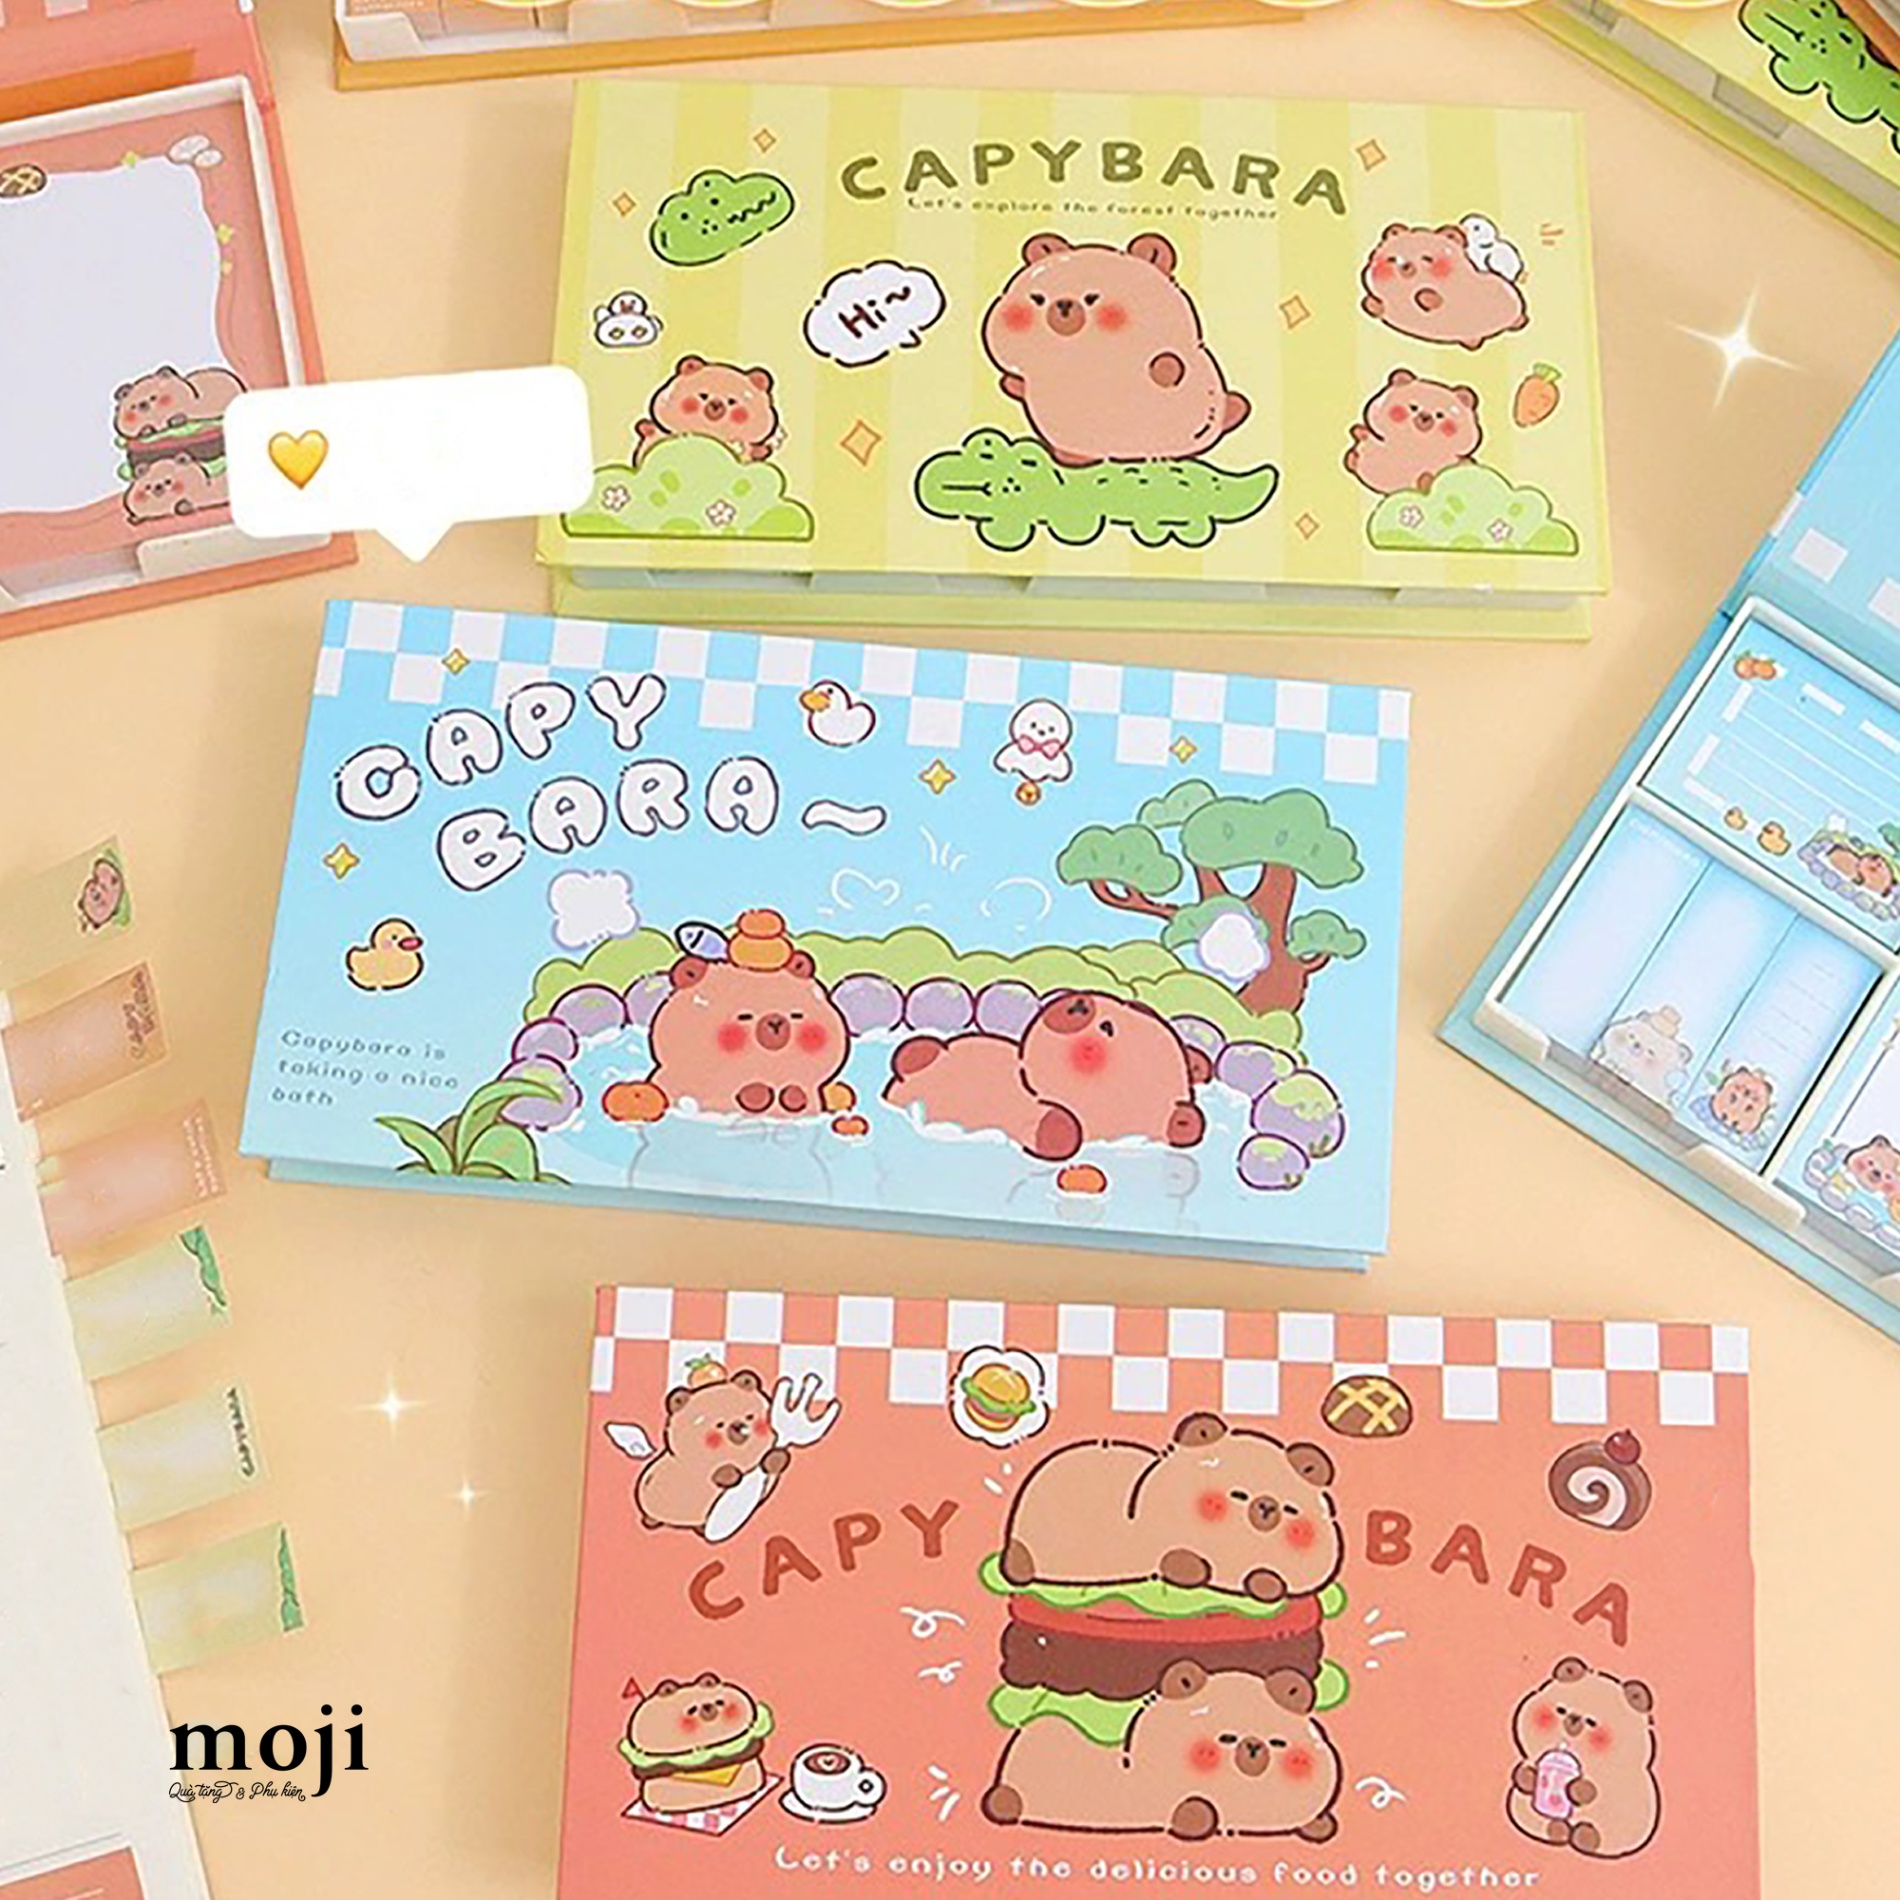 CAPYBARA
Let's explore the forest together
Hi~
CAPY
BARA~
Capybara is
taking a nice
bath
CAPYBARA
CAPY BARA
Let's enjoy the delicious food together
moji
Quà tặng & Phụ kiện